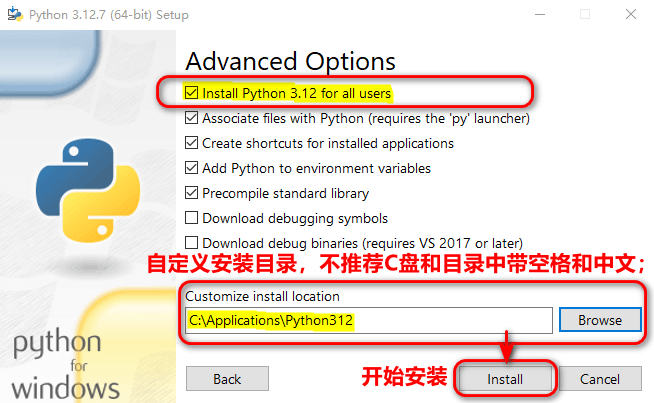 Python 3.12.7 (64-bit) Setup
Advanced Options
Install Python 3.12 for all users
Associate files with Python (requires the 'py' launcher)
Create shortcuts for installed applications
Add Python to environment variables
Precompile standard library
Download debugging symbols
Download debug binaries (requires VS 2017 or later)
自定义安装目录，不推荐C盘和目录中带空格和中文；
Customize install location
C:\Applications\Python312
Browse
python
for
windows
Back
开始安装
Install
Cancel